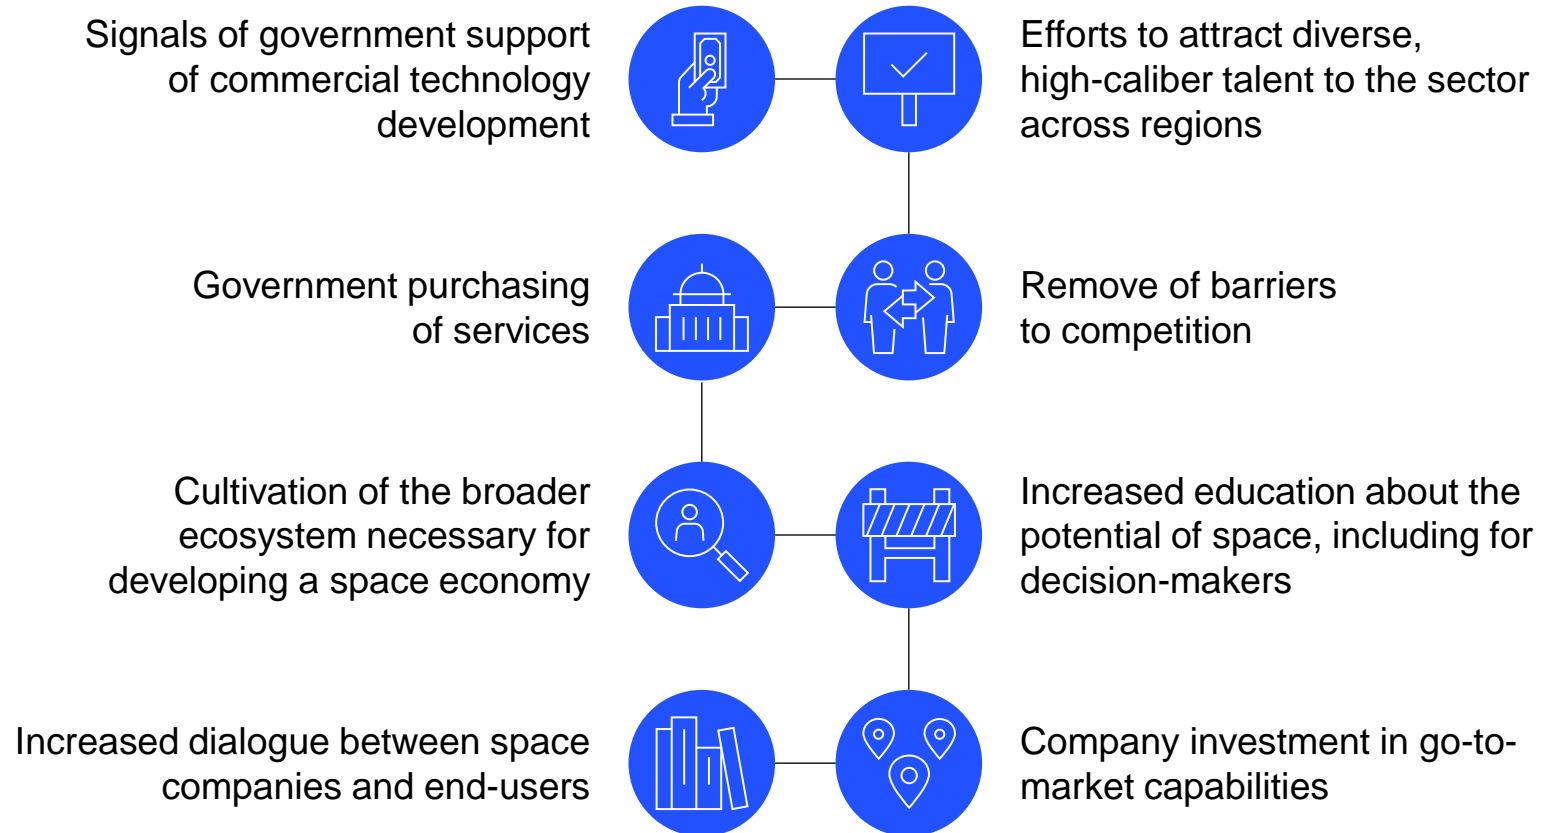 Signals of government support
of commercial technology
development
Efforts to attract diverse,
high-caliber talent to the sector
across regions
Government purchasing
of services
Remove of barriers
to competition
Cultivation of the broader
ecosystem necessary for
developing a space economy
Increased education about the
potential of space, including for
decision-makers
Increased dialogue between space
companies and end-users
Company investment in go-to-
market capabilities